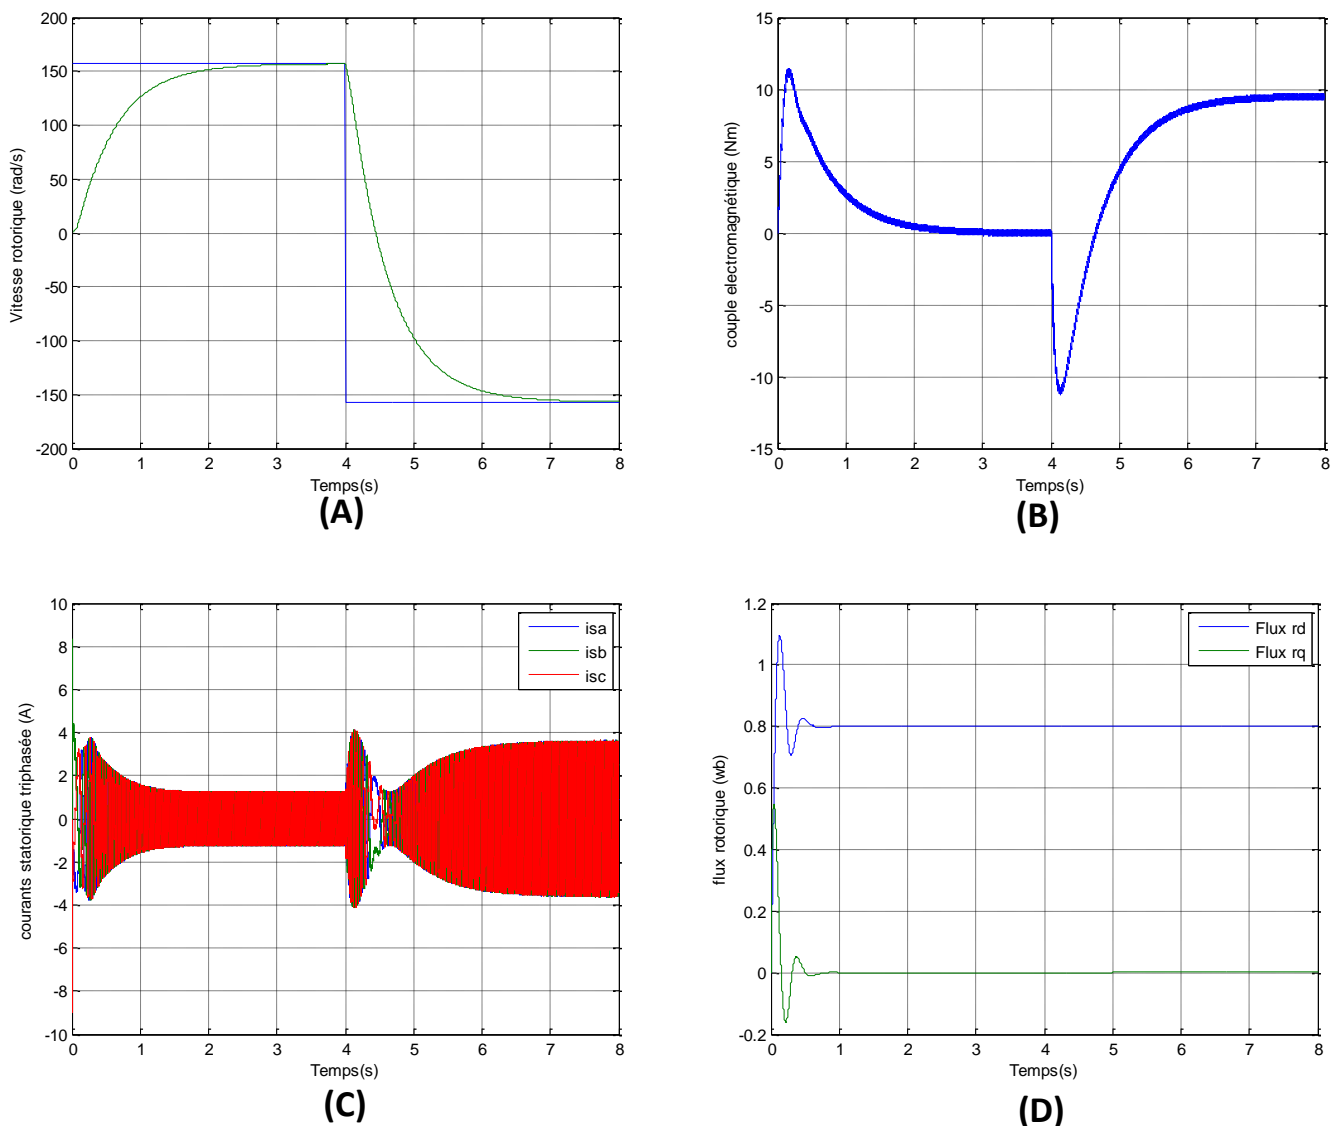 200
150
100
50
0
-50
-100
-150
-200
0 1 2 3 4 5 6 7 8
Vitesse rotorique (rad/s)
Temps(s)
(A)
15
10
5
0
-5
-10
-15
0 1 2 3 4 5 6 7 8
couple electromagnétique (Nm)
Temps(s)
(B)
10
8
6
4
2
0
-2
-4
-6
-8
-10
0 1 2 3 4 5 6 7 8
courants statorique triphasée (A)
isa
isb
isc
Temps(s)
(C)
1.2
1
0.8
0.6
0.4
0.2
0
-0.2
0 1 2 3 4 5 6 7 8
flux rotorique (wb)
Flux rd
Flux rq
Temps(s)
(D)